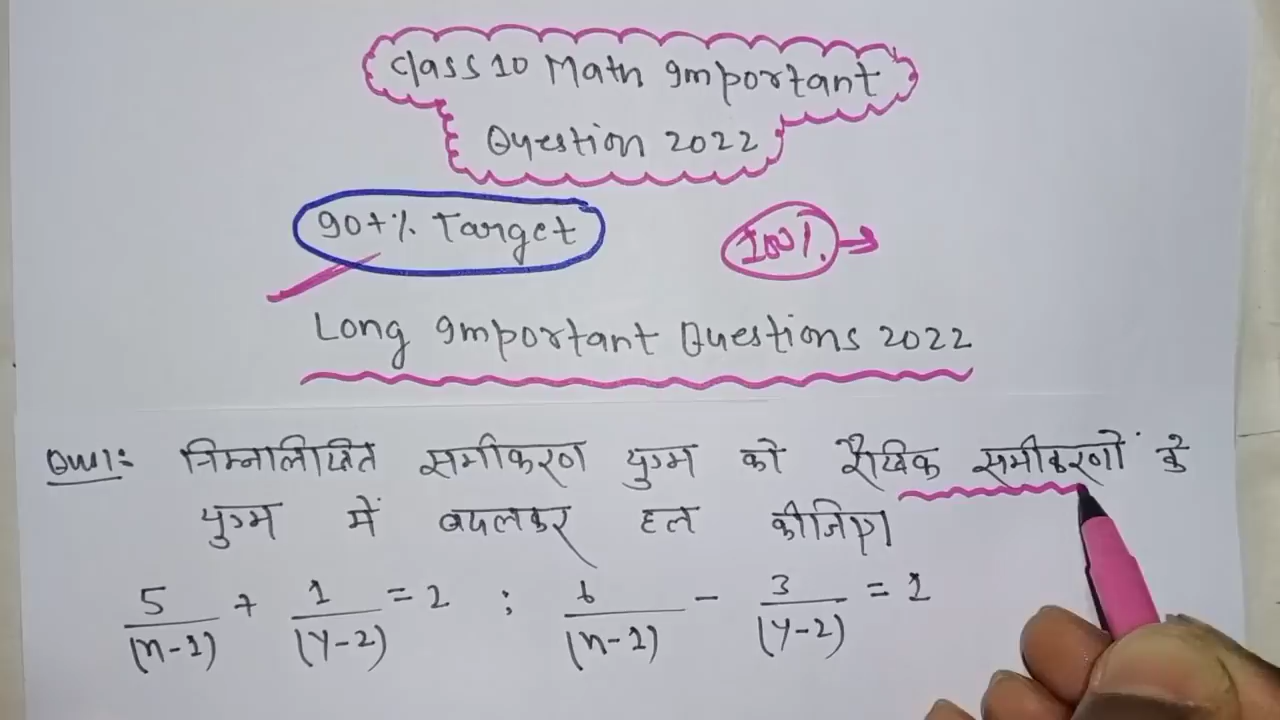 Class 10 Math Important
Question 2022
90+% Target
100%
Long Important Questions 2022
Que1: निम्नलिखित समीकरण युग्म को रैखिक समीकरणों के
युग्म में बदलकर हल कीजिए।
5/(x-1) + 1/(y-2) = 2 ; 6/(x-1) - 3/(y-2) = 1